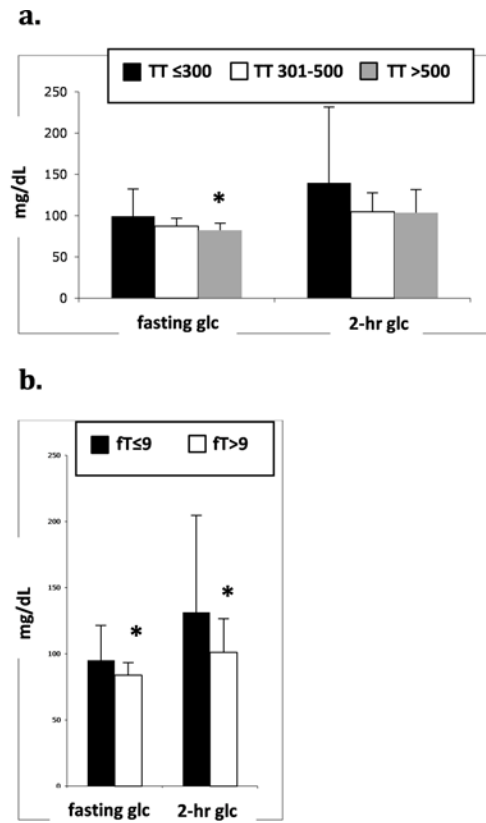 a.
TT ≤300 TT 301-500 TT >500
250
200
150
100
50
0
mg/dL
*
fasting glc 2-hr glc
b.
fT≤9 fT>9
250
200
150
100
50
0
mg/dL
* *
fasting glc 2-hr glc